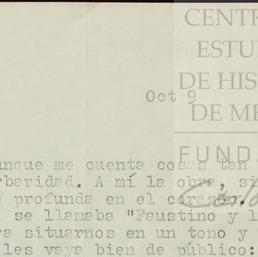 CENTR
ESTU
DE HIS
DE ME
FUND
Oct 9
unque me cuenta cosas tan
rbaridad. A mí la obra, si
profunda en el corazón.
se llamaba "Faustino y l
a situarnos en un tono y
les vaya bien de público: